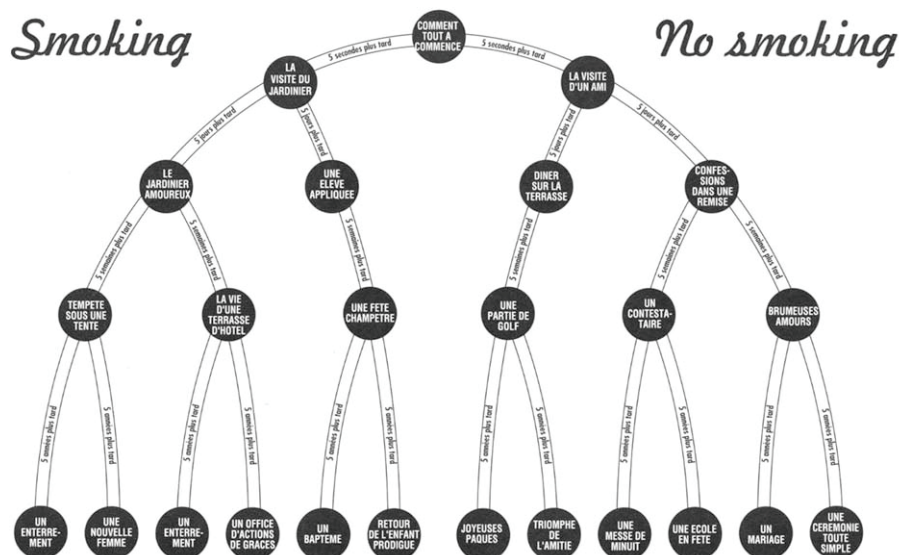 Smoking
No smoking
COMMENT
TOUT A
COMMENCE
5 secondes plus tard
5 secondes plus tard
LA
VISITE DU
JARDINIER
LA VISITE
D'UN AMI
5 jours plus tard
5 jours plus tard
5 jours plus tard
5 jours plus tard
LE
JARDINIER
AMOUREUX
UNE
ELEVE
APPLIQUEE
DINER
SUR LA
TERRASSE
CONFES-
SIONS
DANS UNE
REMISE
5 semaines plus tard
5 semaines plus tard
5 semaines plus tard
5 semaines plus tard
5 semaines plus tard
5 semaines plus tard
TEMPETE
SOUS UNE
TENTE
LA VIE
D'UNE
TERRASSE
D'HOTEL
UNE FETE
CHAMPETRE
UNE
PARTIE DE
GOLF
UN
CONTESTA-
TAIRE
BRUMEUSES
AMOURS
5 années plus tard
5 années plus tard
5 années plus tard
5 années plus tard
5 années plus tard
5 années plus tard
5 années plus tard
5 années plus tard
5 années plus tard
5 années plus tard
5 années plus tard
5 années plus tard
UN
ENTERRE-
MENT
UNE
NOUVELLE
FEMME
UN
ENTERRE-
MENT
UN OFFICE
D'ACTIONS
DE GRACES
UN
BAPTEME
RETOUR
DE L'ENFANT
PRODIGUE
JOYEUSES
PAQUES
TRIOMPHE
DE
L'AMITIE
UNE
MESSE DE
MINUIT
UNE ECOLE
EN FETE
UN
MARIAGE
UNE
CEREMONIE
TOUTE
SIMPLE